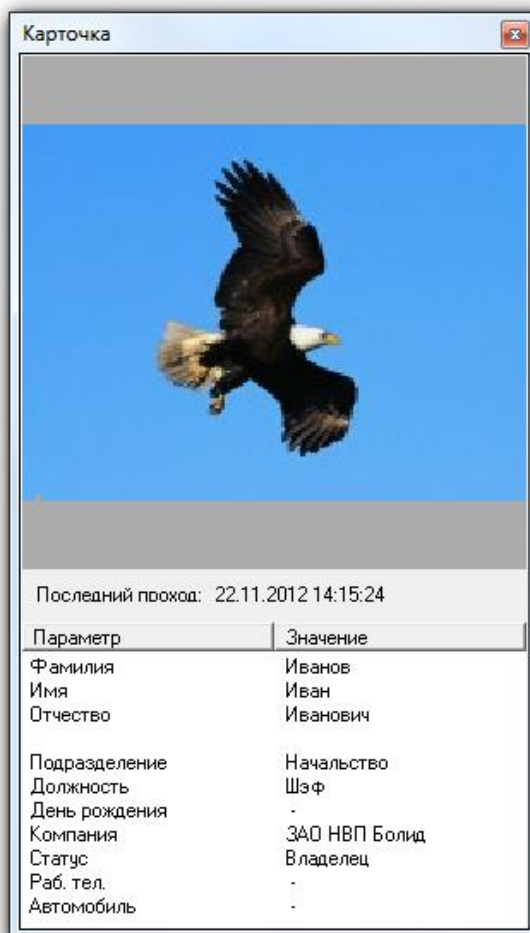 Карточка
Последний проход: 22.11.2012 14:15:24
Параметр Значение
Фамилия Иванов
Имя Иван
Отчество Иванович
Подразделение Начальство
Должность Шэф
День рождения -
Компания ЗАО НВП Болид
Статус Владелец
Раб. тел. -
Автомобиль -